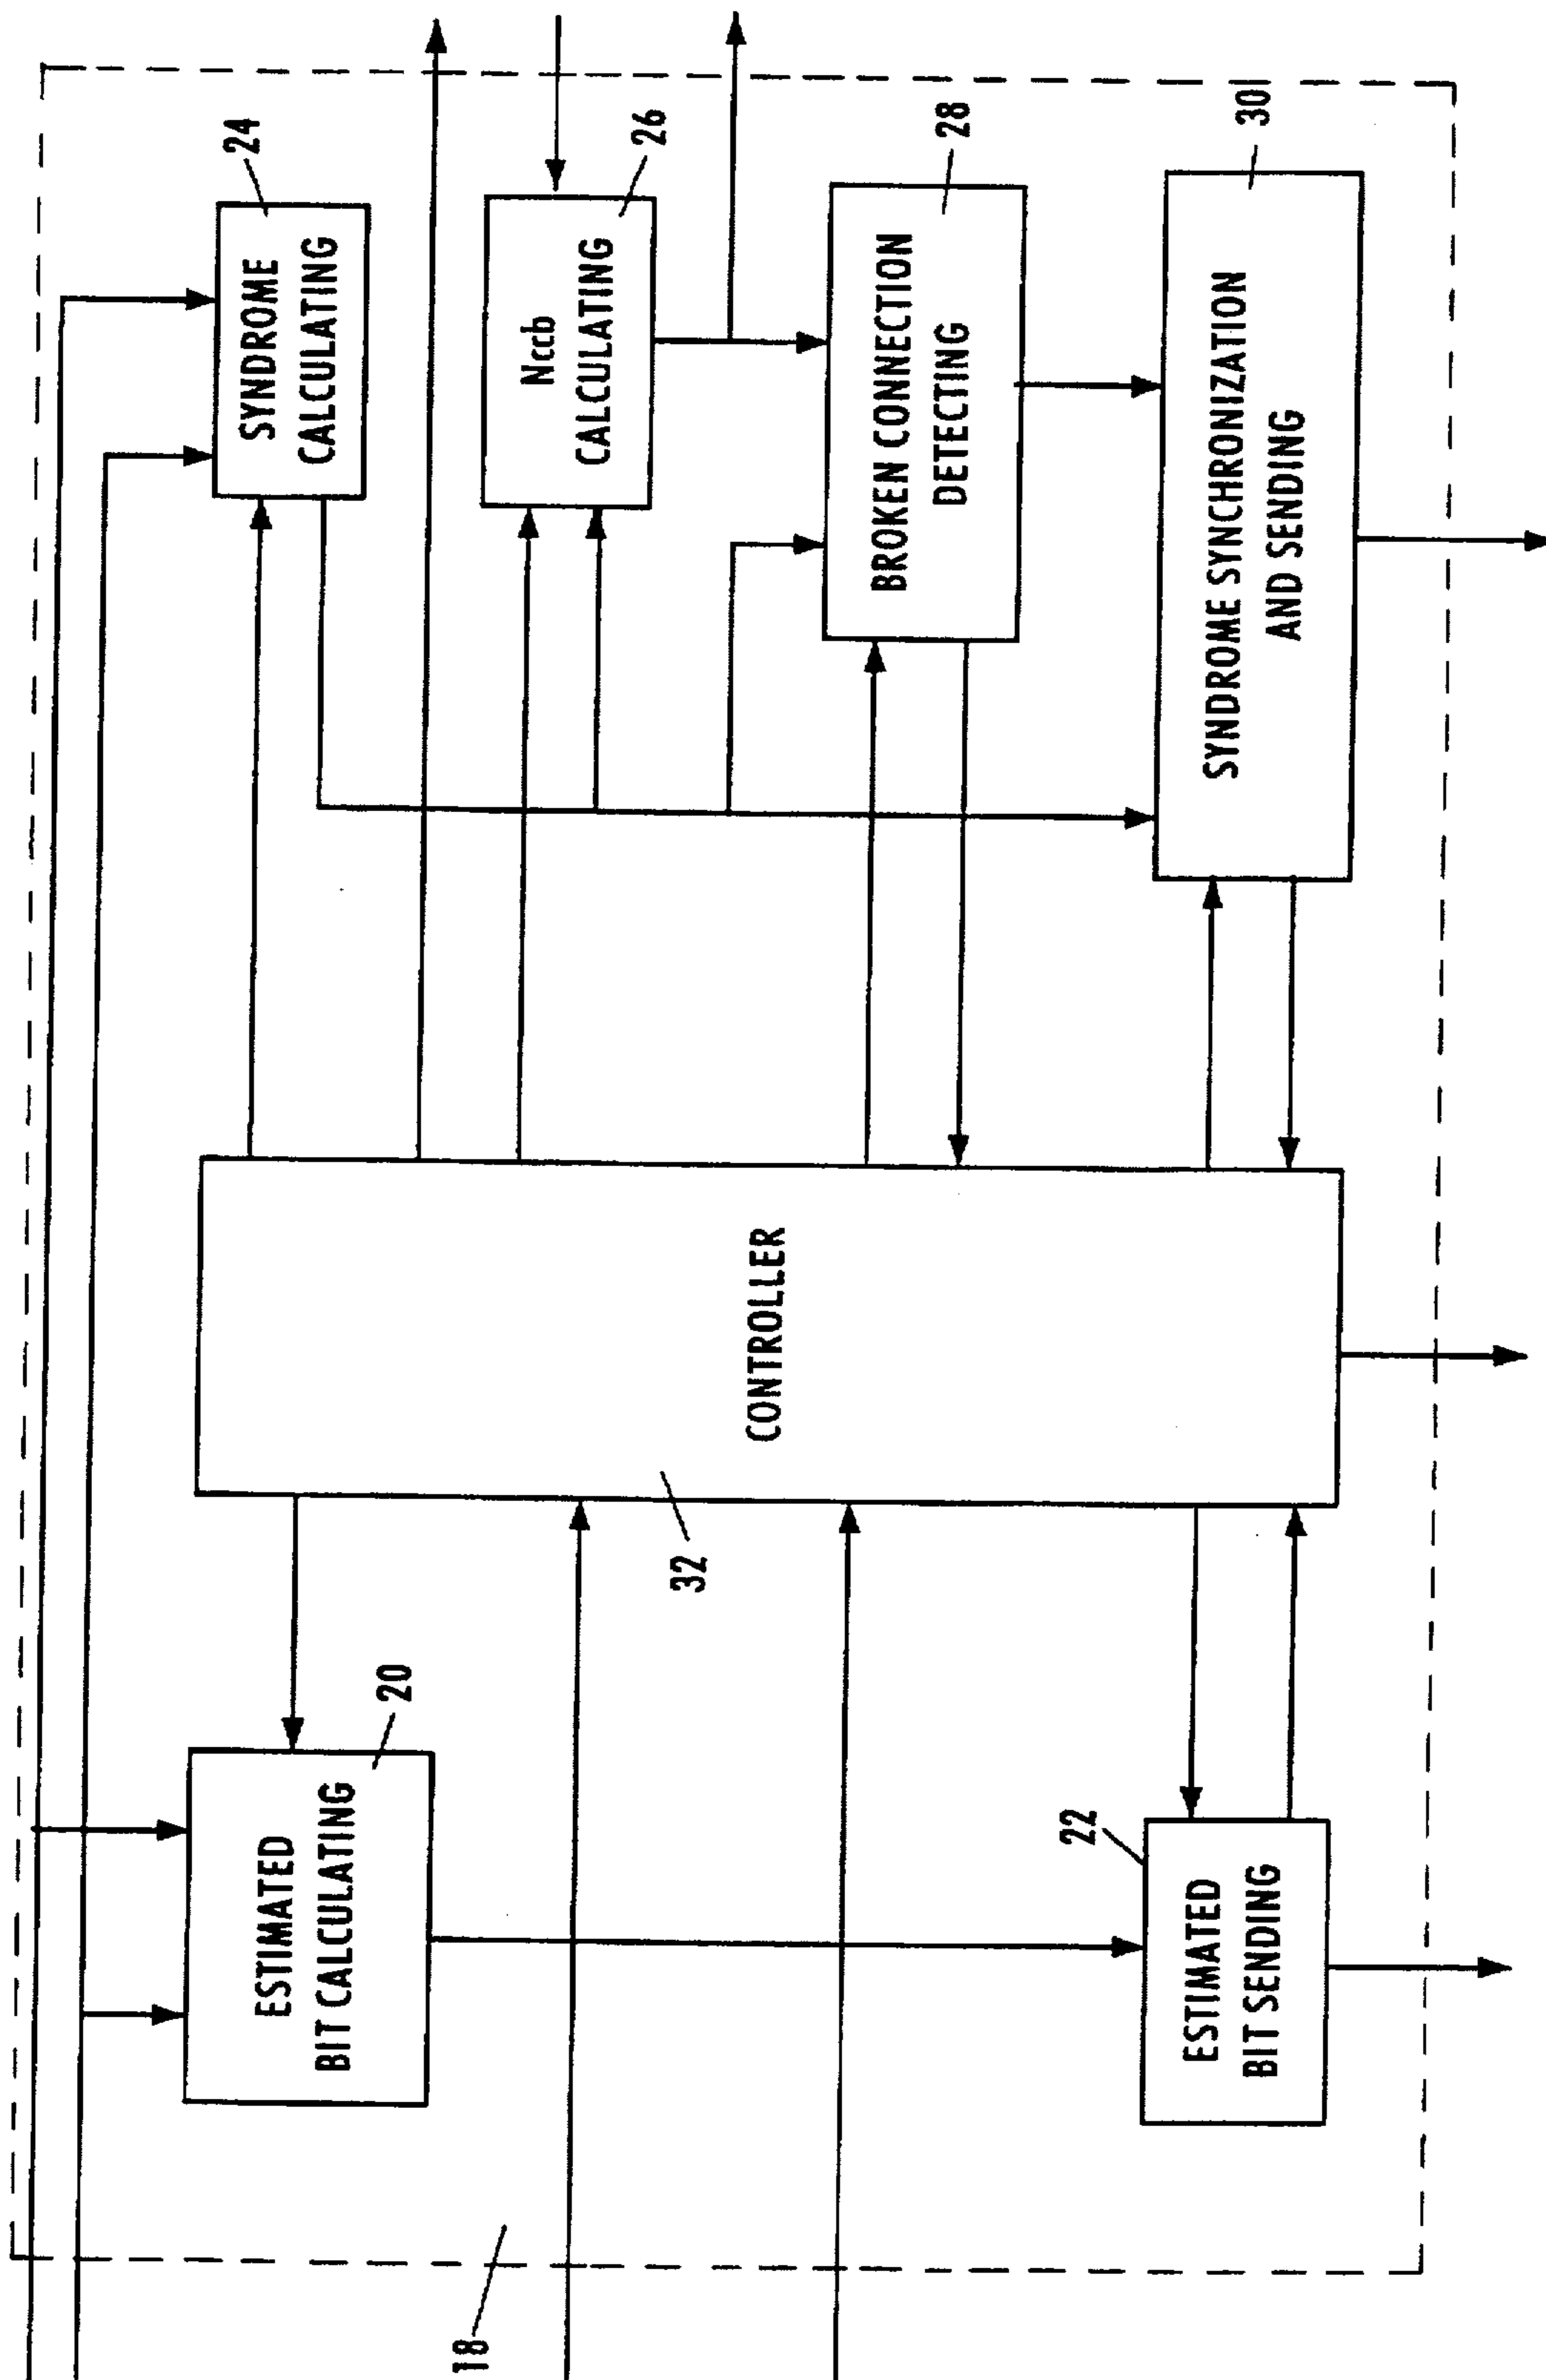 24
SYNDROME
CALCULATING
26
Nccb
CALCULATING
28
BROKEN CONNECTION
DETECTING
30
SYNDROME SYNCHRONIZATION
AND SENDING
CONTROLLER
32
20
ESTIMATED
BIT CALCULATING
22
ESTIMATED
BIT SENDING
18